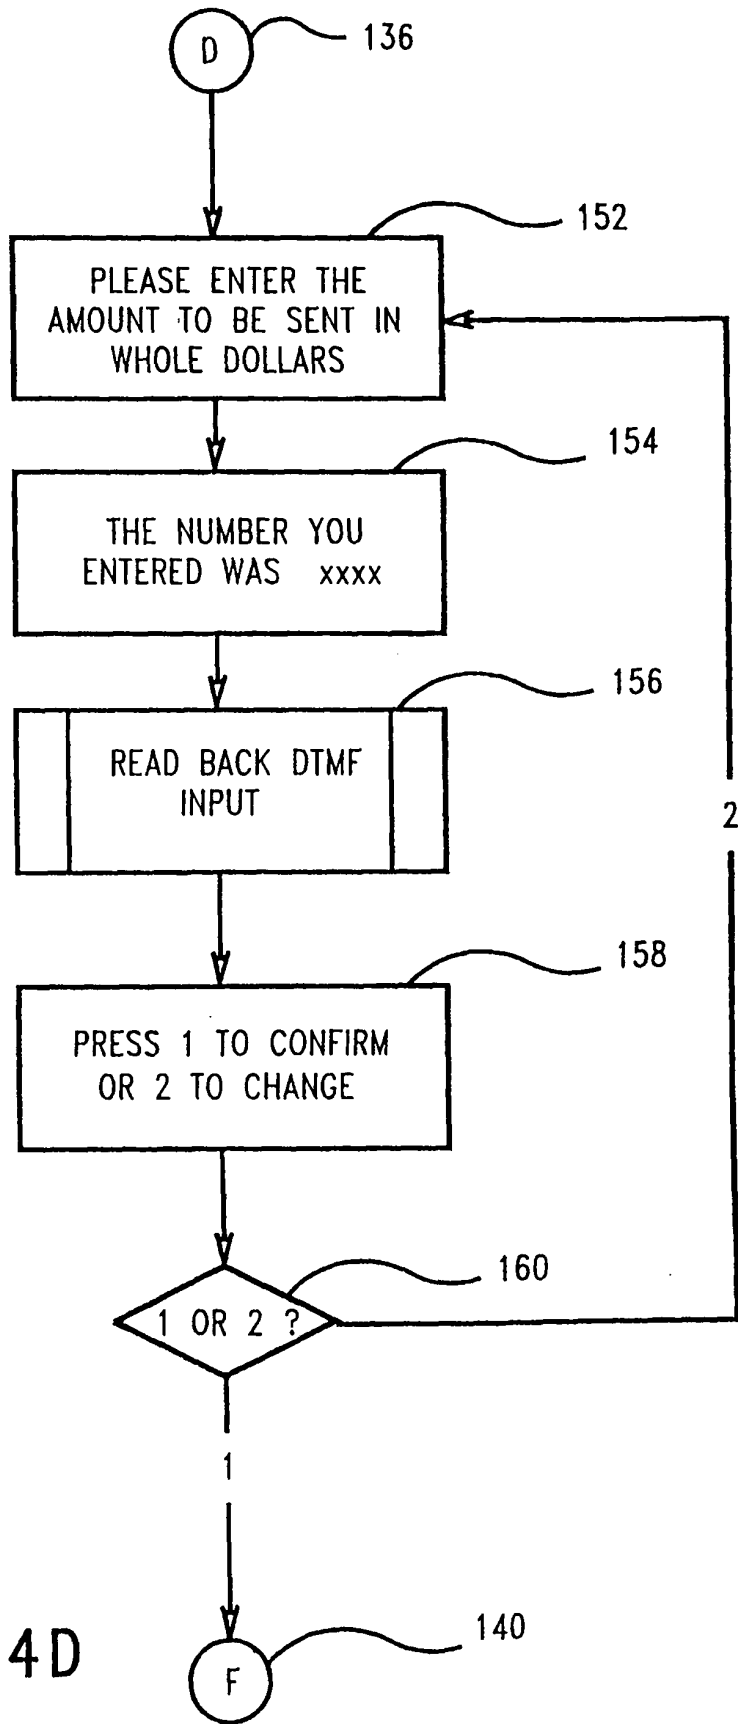 D
136
152
PLEASE ENTER THE
AMOUNT TO BE SENT IN
WHOLE DOLLARS
154
THE NUMBER YOU
ENTERED WAS xxxx
156
READ BACK DTMF
INPUT
2
158
PRESS 1 TO CONFIRM
OR 2 TO CHANGE
160
1 OR 2 ?
1
140
4D
F